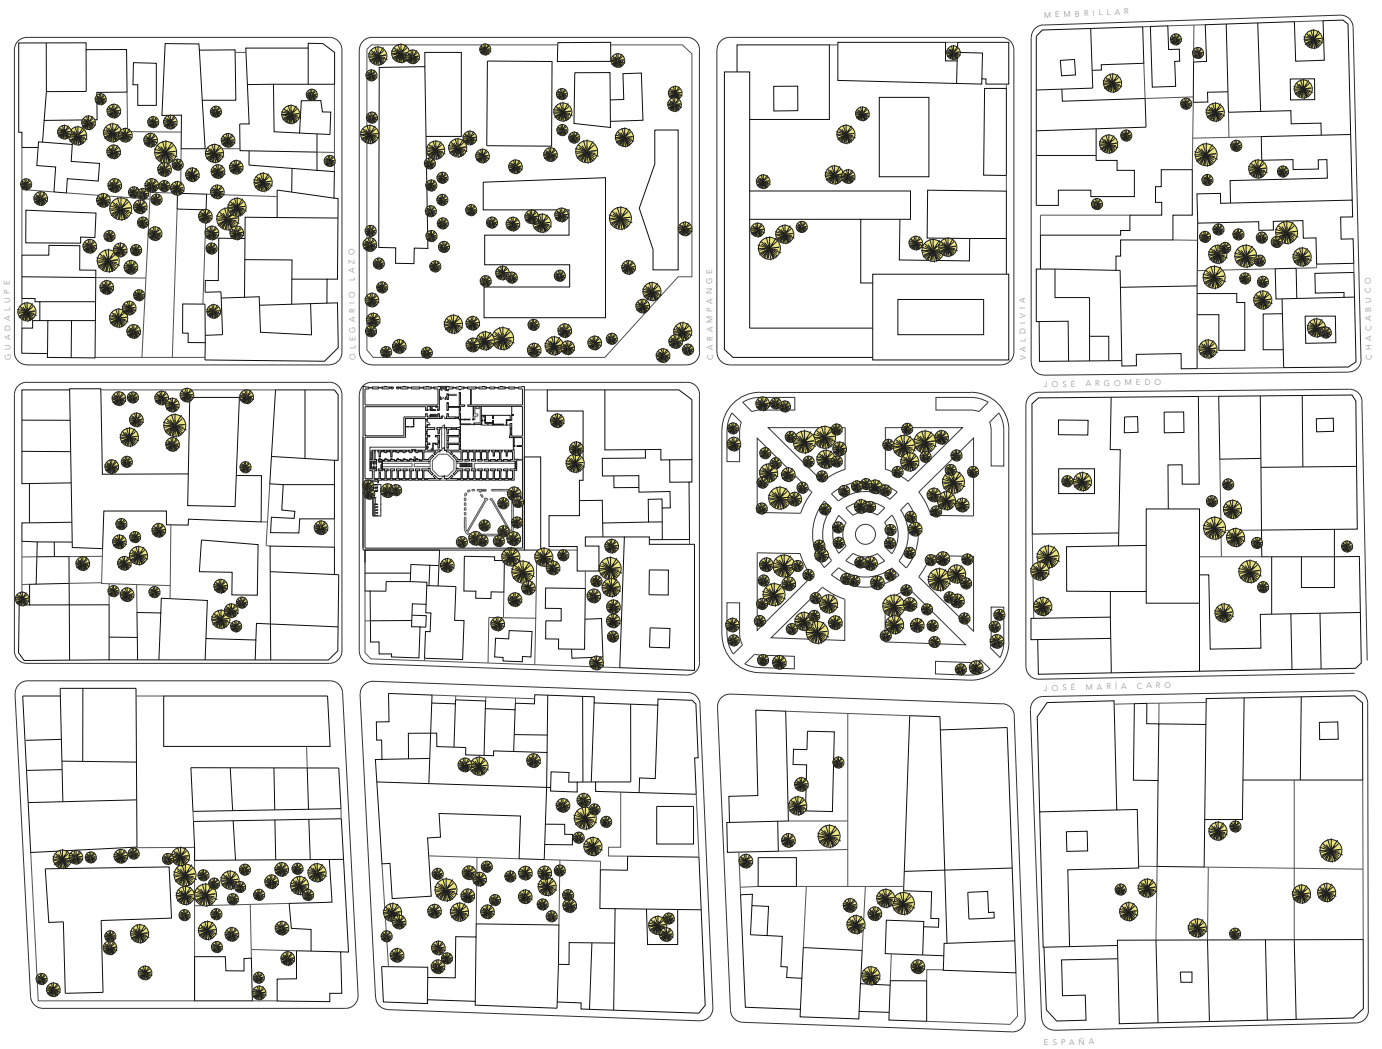 MEMBRILLAR
GUADALUPE
OLEGARIO LAZO
CARAMPANGE
VALDIVIA
CHACABUCO
JOSÉ ARGOMEDO
JOSÉ MARÍA CARO
ESPAÑA